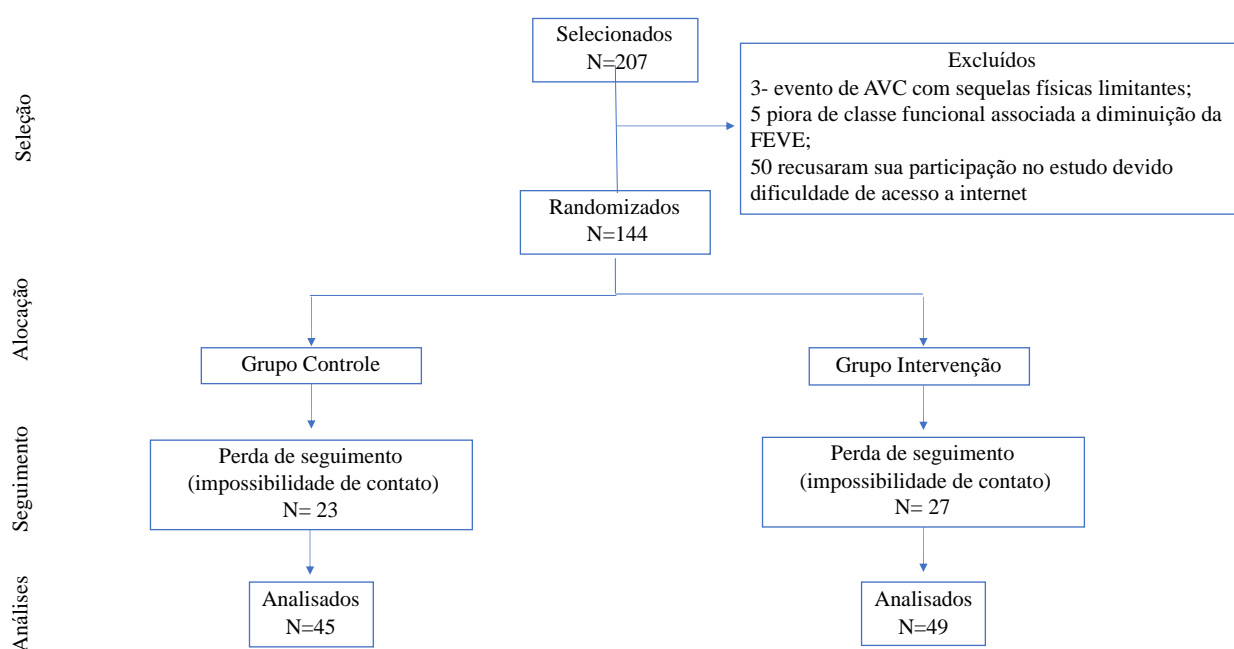 Selecionados
N=207
Excluídos
3- evento de AVC com sequelas físicas limitantes;
5 piora de classe funcional associada a diminuição da
FEVE;
50 recusaram sua participação no estudo devido
dificuldade de acesso a internet
Seleção
Randomizados
N=144
Alocação
Grupo Controle
Grupo Intervenção
Seguimento
Perda de seguimento
(impossibilidade de contato)
N= 23
Perda de seguimento
(impossibilidade de contato)
N= 27
Análises
Analisados
N=45
Analisados
N=49